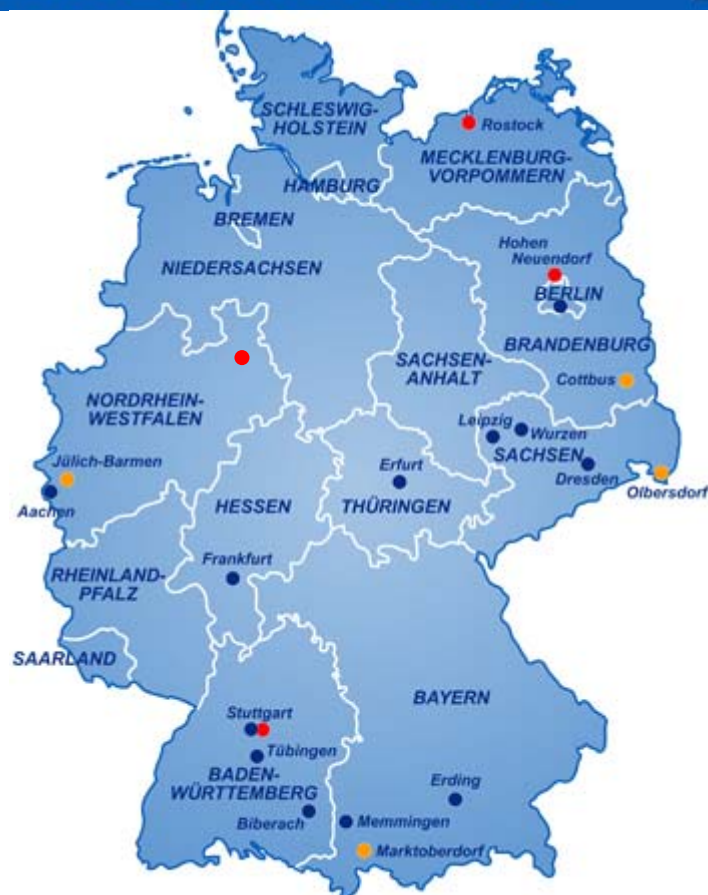 SCHLESWIG-
HOLSTEIN
Rostock
MECKLENBURG-
VORPOMMERN
HAMBURG
BREMEN
Hohen
Neuendorf
NIEDERSACHSEN
BERLIN
BRANDENBURG
SACHSEN-
ANHALT
Cottbus
NORDRHEIN-
WESTFALEN
Leipzig
Wurzen
SACHSEN
Jülich-Barmen
Erfurt
Dresden
Olbersdorf
Aachen
HESSEN
THÜRINGEN
Frankfurt
RHEINLAND-
PFALZ
SAARLAND
BAYERN
Stuttgart
Tübingen
BADEN-
WÜRTTEMBERG
Erding
Biberach
Memmingen
Marktoberdorf